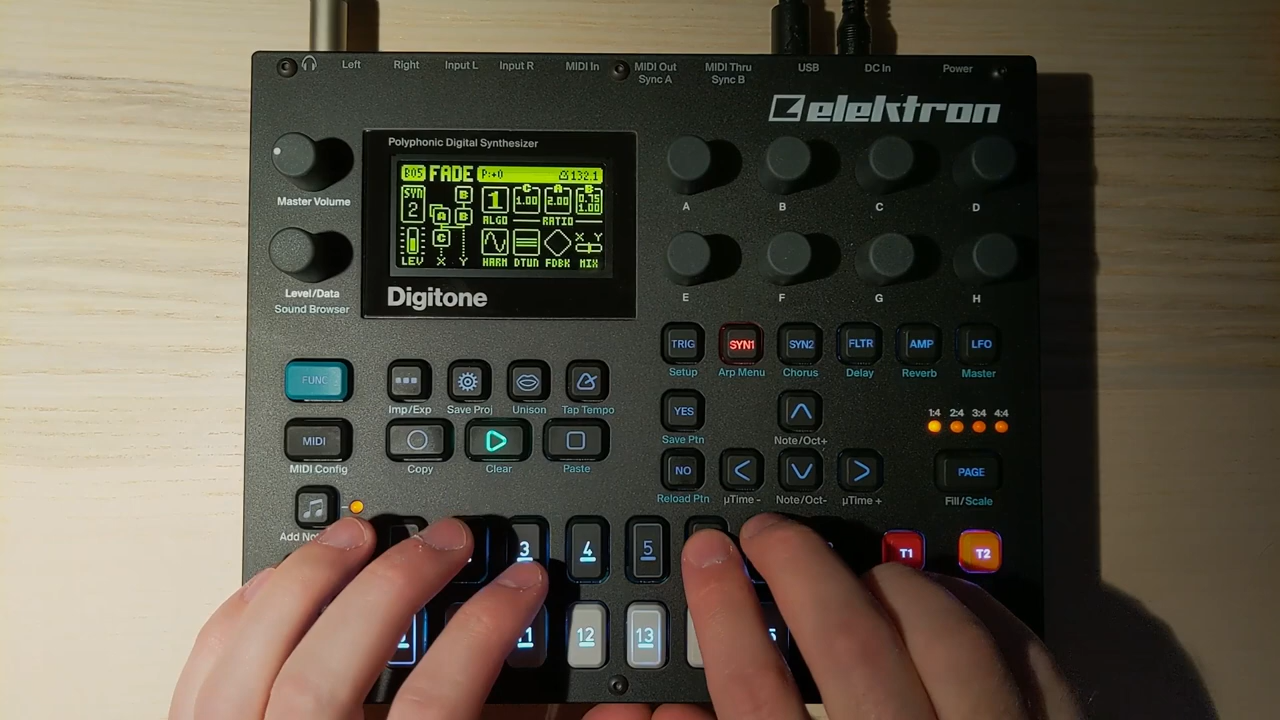 Left Right Input L Input R MIDI In MIDI Out MIDI Thru USB DC In Power
Sync A Sync B
elektron
Polyphonic Digital Synthesizer
B05 FADE P:+0 132.1
SYN 2
B
A B
C
1 C 1.00 A 2.00 B 0.75 1.00
ALGO RATIO
X Y
LEV X Y HARM DTUN FDBK MIX
Digitone
Master Volume
Level/Data
Sound Browser
A B C D
E F G H
TRIG SYN1 SYN2 FLTR AMP LFO
Setup Arp Menu Chorus Delay Reverb Master
FUNC
Imp/Exp Save Proj Unison Tap Tempo
YES
Save Ptn Note/Oct+
1:4 2:4 3:4 4:4
MIDI
MIDI Config
Copy Clear Paste
NO PAGE
Reload Ptn µTime - Note/Oct- µTime + Fill/Scale
3 4 5 T1 T2
12 13